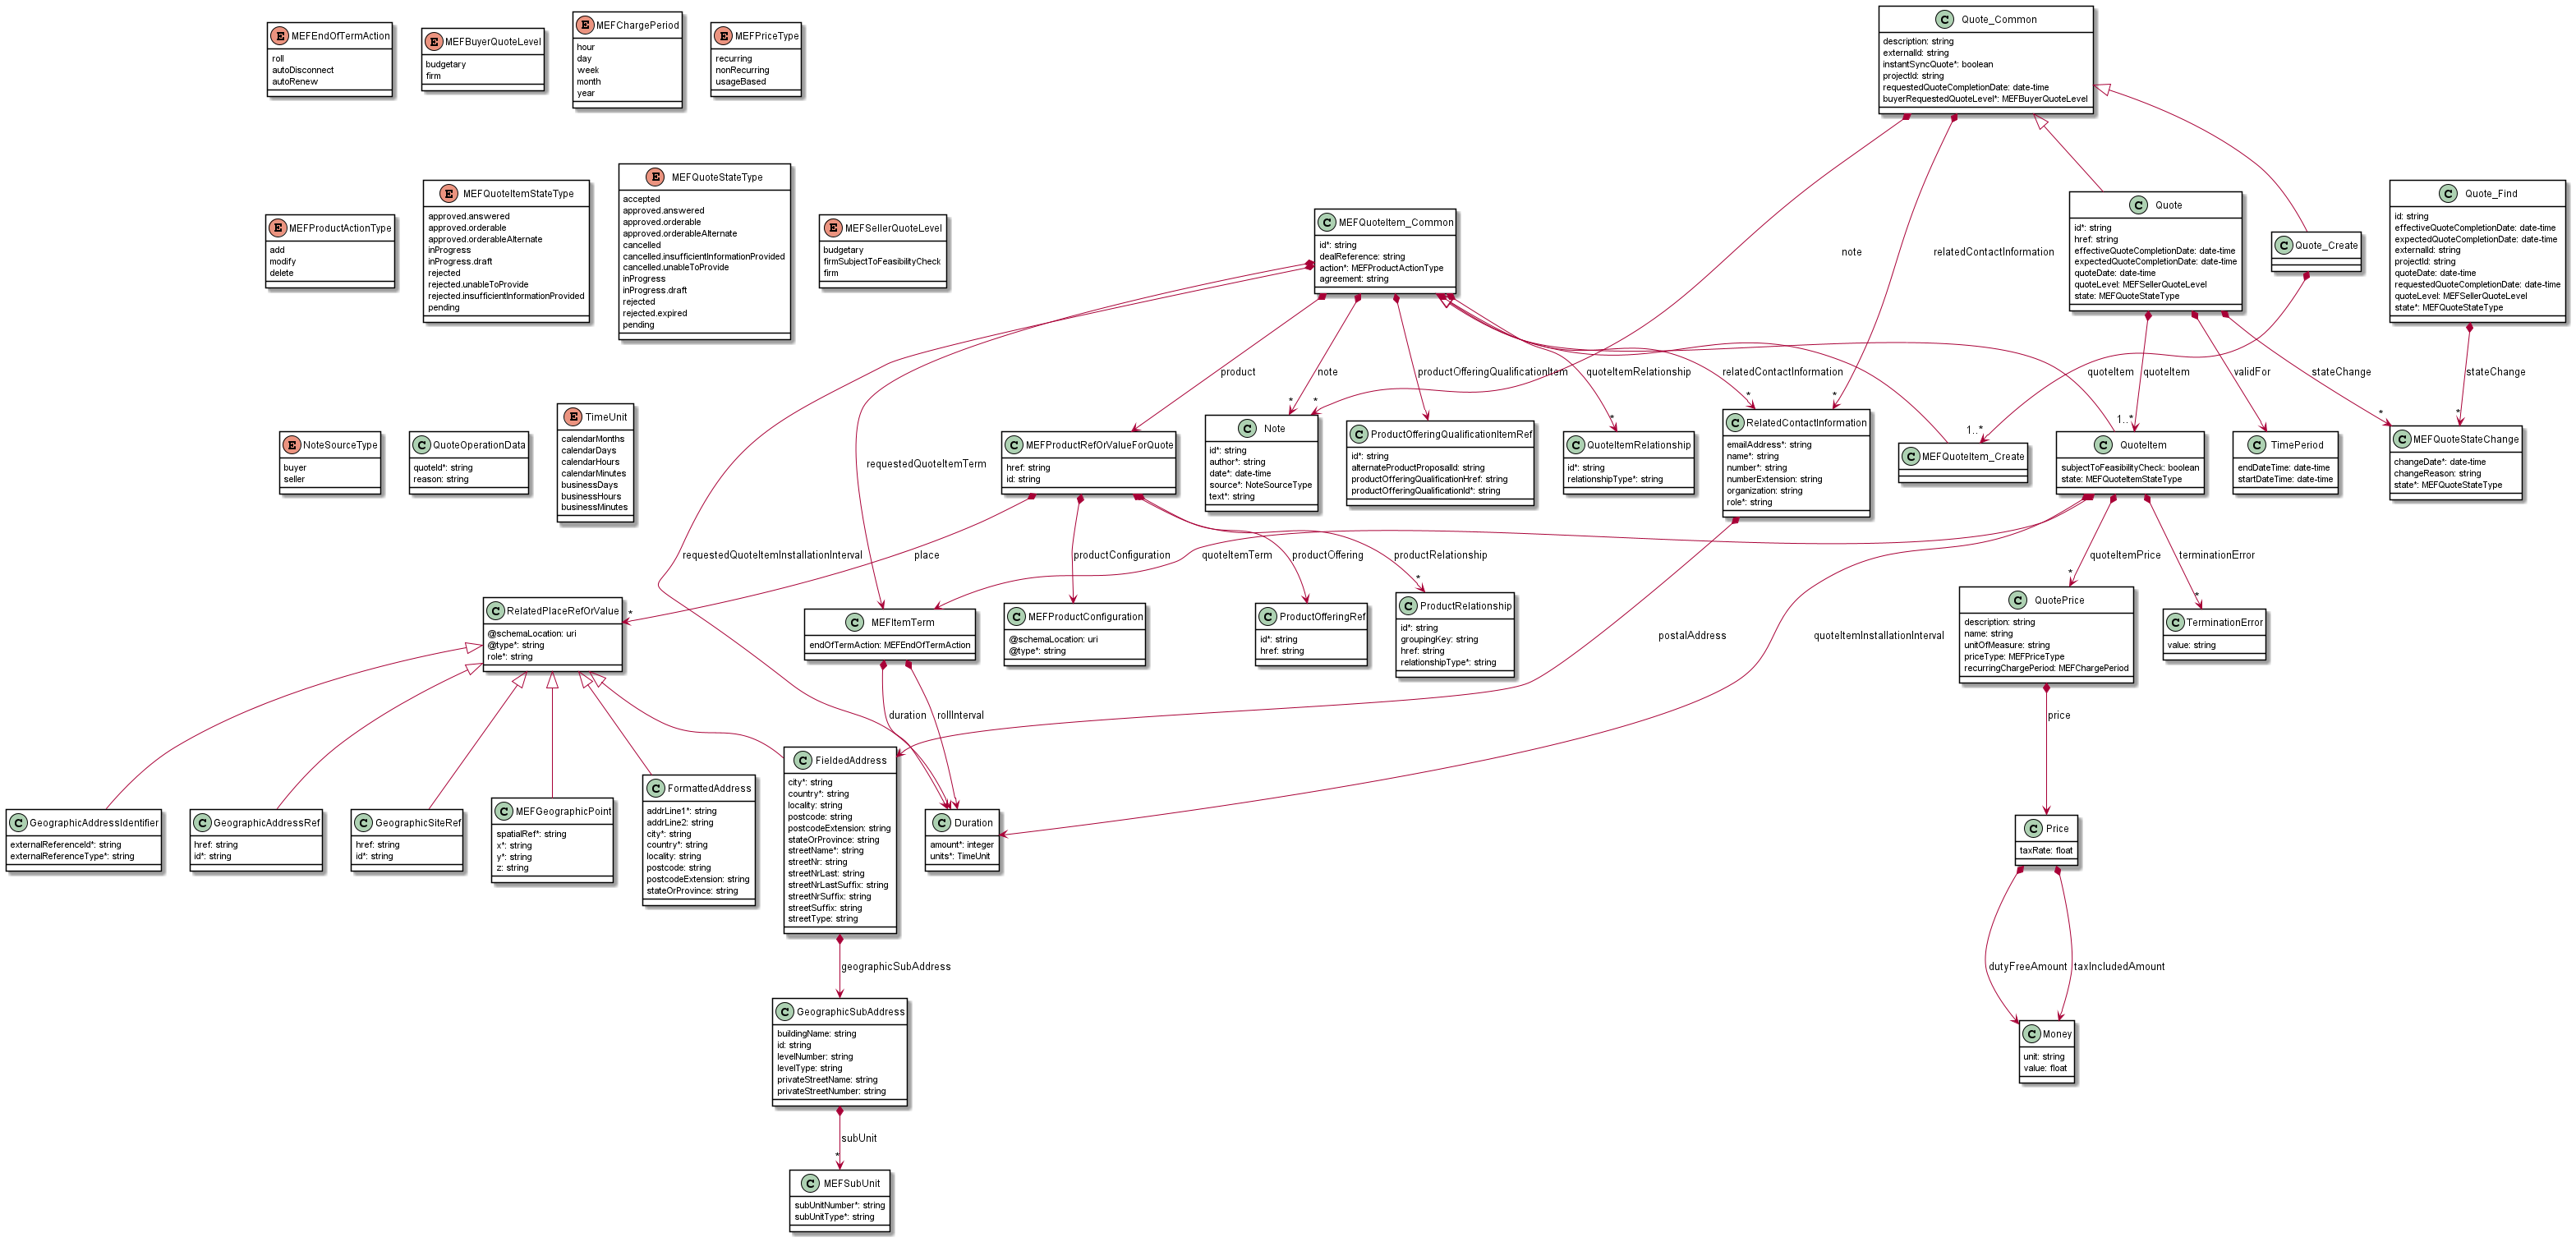 E MEFEndOfTermAction
roll
autoDisconnect
autoRenew
E MEFBuyerQuoteLevel
budgetary
firm
E MEFChargePeriod
hour
day
week
month
year
E MEFPriceType
recurring
nonRecurring
usageBased
C Quote_Common
description: string
externalId: string
instantSyncQuote*: boolean
projectId: string
requestedQuoteCompletionDate: date-time
buyerRequestedQuoteLevel*: MEFBuyerQuoteLevel
E MEFProductActionType
add
modify
delete
E MEFQuoteItemStateType
approved.answered
approved.orderable
approved.orderableAlternate
inProgress
inProgress.draft
rejected
rejected.unableToProvide
rejected.insufficientInformationProvided
pending
E MEFQuoteStateType
accepted
approved.answered
approved.orderable
approved.orderableAlternate
cancelled
cancelled.insufficientInformationProvided
cancelled.unableToProvide
inProgress
inProgress.draft
rejected
rejected.expired
pending
E MEFSellerQuoteLevel
budgetary
firmSubjectToFeasibilityCheck
firm
C MEFQuoteItem_Common
id*: string
dealReference: string
action*: MEFProductActionType
agreement: string
note
relatedContactInformation
C Quote
id*: string
href: string
effectiveQuoteCompletionDate: date-time
expectedQuoteCompletionDate: date-time
quoteDate: date-time
quoteLevel: MEFSellerQuoteLevel
state: MEFQuoteStateType
C Quote_Create
C Quote_Find
id: string
effectiveQuoteCompletionDate: date-time
expectedQuoteCompletionDate: date-time
externalId: string
projectId: string
quoteDate: date-time
requestedQuoteCompletionDate: date-time
quoteLevel: MEFSellerQuoteLevel
state*: MEFQuoteStateType
product
note
productOfferingQualificationItem
quoteItemRelationship
relatedContactInformation
quoteItem
quoteItem
validFor
stateChange
stateChange
*
*
*
*
*
1..*
1..*
*
*
E NoteSourceType
buyer
seller
C QuoteOperationData
quoteId*: string
reason: string
E TimeUnit
calendarMonths
calendarDays
calendarHours
calendarMinutes
businessDays
businessHours
businessMinutes
requestedQuoteItemTerm
C MEFProductRefOrValueForQuote
href: string
id: string
C Note
id*: string
author*: string
date*: date-time
source*: NoteSourceType
text*: string
C ProductOfferingQualificationItemRef
id*: string
alternateProductProposalId: string
productOfferingQualificationHref: string
productOfferingQualificationId*: string
C QuoteItemRelationship
id*: string
relationshipType*: string
C RelatedContactInformation
emailAddress*: string
name*: string
number*: string
numberExtension: string
organization: string
role*: string
C MEFQuoteItem_Create
C QuoteItem
subjectToFeasibilityCheck: boolean
state: MEFQuoteItemStateType
C TimePeriod
endDateTime: date-time
startDateTime: date-time
C MEFQuoteStateChange
changeDate*: date-time
changeReason: string
state*: MEFQuoteStateType
requestedQuoteItemInstallationInterval
place
productConfiguration
quoteItemTerm
productOffering
productRelationship
quoteItemPrice
terminationError
*
*
*
*
C RelatedPlaceRefOrValue
@schemaLocation: uri
@type*: string
role*: string
C MEFItemTerm
endOfTermAction: MEFEndOfTermAction
C MEFProductConfiguration
@schemaLocation: uri
@type*: string
C ProductOfferingRef
id*: string
href: string
C ProductRelationship
id*: string
groupingKey: string
href: string
relationshipType*: string
postalAddress
quoteItemInstallationInterval
C QuotePrice
description: string
name: string
unitOfMeasure: string
priceType: MEFPriceType
recurringChargePeriod: MEFChargePeriod
C TerminationError
value: string
duration
rollInterval
price
C GeographicAddressIdentifier
externalReferenceId*: string
externalReferenceType*: string
C GeographicAddressRef
href: string
id*: string
C GeographicSiteRef
href: string
id*: string
C MEFGeographicPoint
spatialRef*: string
x*: string
y*: string
z: string
C FormattedAddress
addrLine1*: string
addrLine2: string
city*: string
country*: string
locality: string
postcode: string
postcodeExtension: string
stateOrProvince: string
C FieldedAddress
city*: string
country*: string
locality: string
postcode: string
postcodeExtension: string
stateOrProvince: string
streetName*: string
streetNr: string
streetNrLast: string
streetNrLastSuffix: string
streetNrSuffix: string
streetSuffix: string
streetType: string
C Duration
amount*: integer
units*: TimeUnit
C Price
taxRate: float
geographicSubAddress
dutyFreeAmount
taxIncludedAmount
C GeographicSubAddress
buildingName: string
id: string
levelNumber: string
levelType: string
privateStreetName: string
privateStreetNumber: string
C Money
unit: string
value: float
subUnit
*
C MEFSubUnit
subUnitNumber*: string
subUnitType*: string